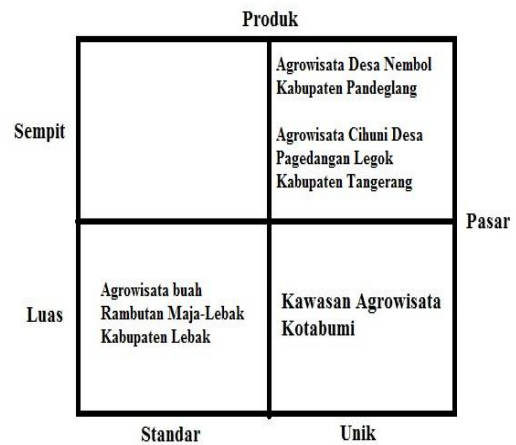 Produk
Agrowisata Desa Nembol
Kabupaten Pandeglang
Agrowisata Cihuni Desa
Pagedangan Legok
Kabupaten Tangerang
Sempit
Pasar
Agrowisata buah
Rambutan Maja-Lebak
Kabupaten Lebak
Kawasan Agrowisata
Kotabumi
Luas
Standar
Unik